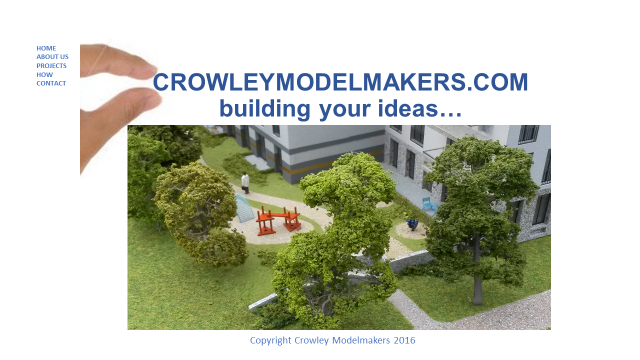 HOME
ABOUT US
PROJECTS
HOW
CONTACT
CROWLEYMODELMAKERS.COM
building your ideas...
Copyright Crowley Modelmakers 2016